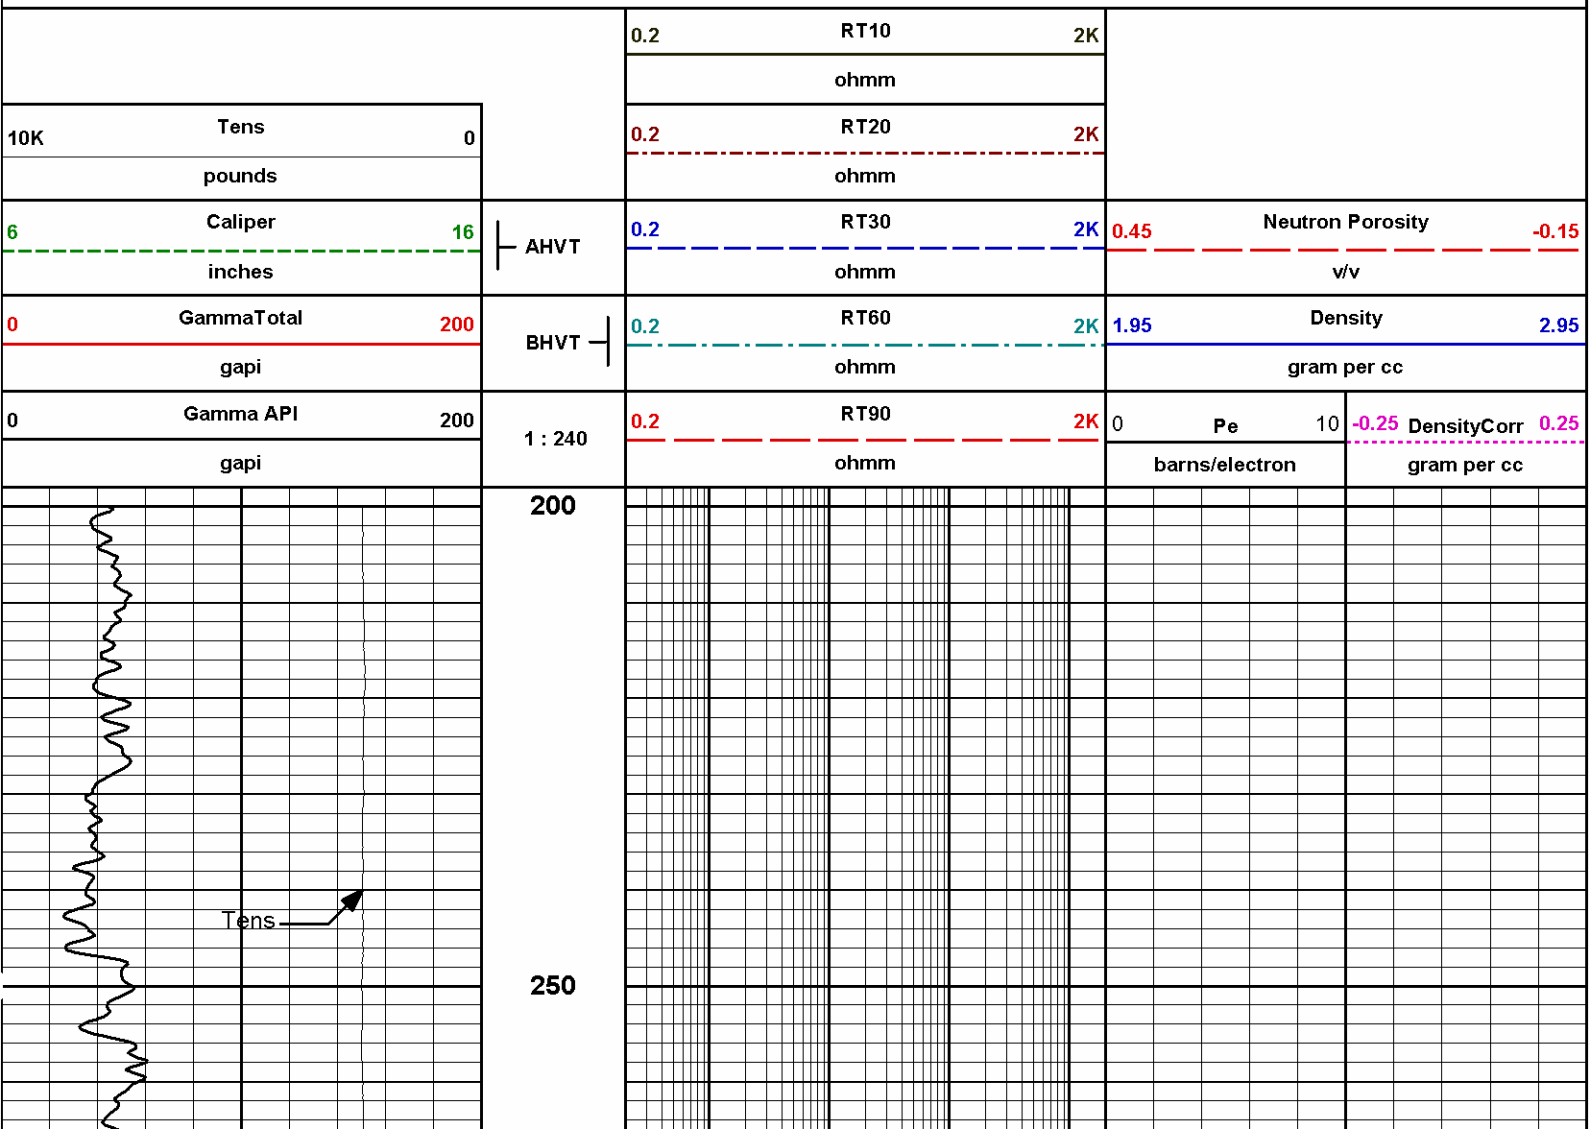 0.2 RT10 2K
ohmm
10K Tens 0
pounds
0.2 RT20 2K
ohmm
6 Caliper 16
inches
AHVT
0.2 RT30 2K
ohmm
0.45 Neutron Porosity -0.15
v/v
0 GammaTotal 200
gapi
BHVT
0.2 RT60 2K
ohmm
1.95 Density 2.95
gram per cc
0 Gamma API 200
gapi
1 : 240
0.2 RT90 2K
ohmm
0 Pe 10
barns/electron
-0.25 DensityCorr 0.25
gram per cc
200
Tens
250